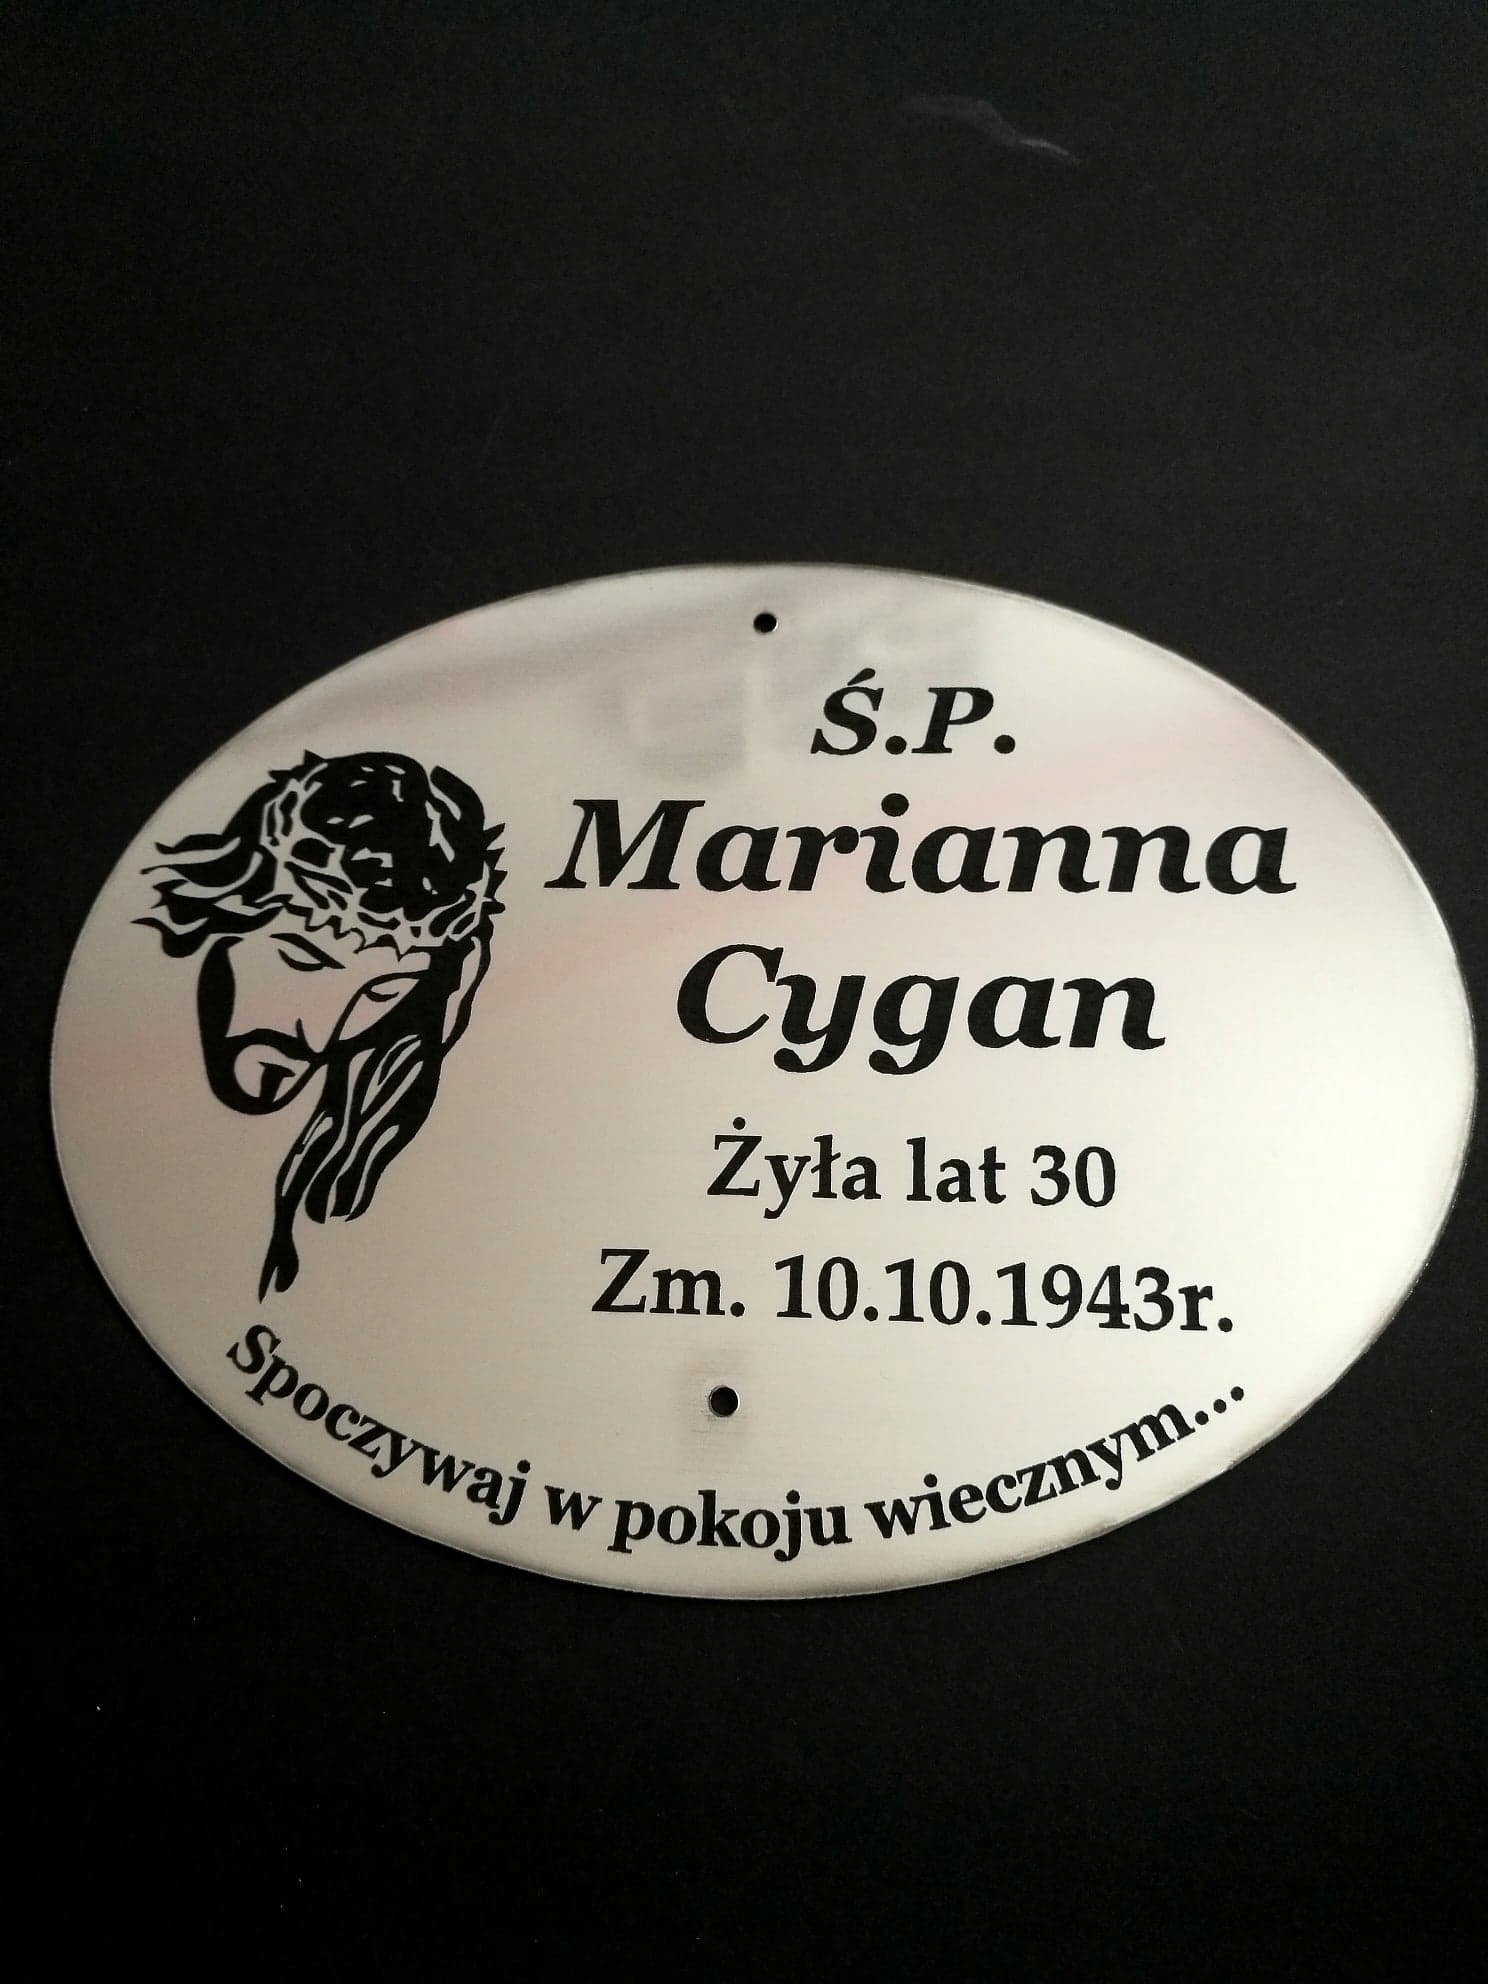 Ś.P.
Marianna
Cygan
Żyła lat 30
Zm. 10.10.1943r.
Spoczywaj w pokoju wiecznym...